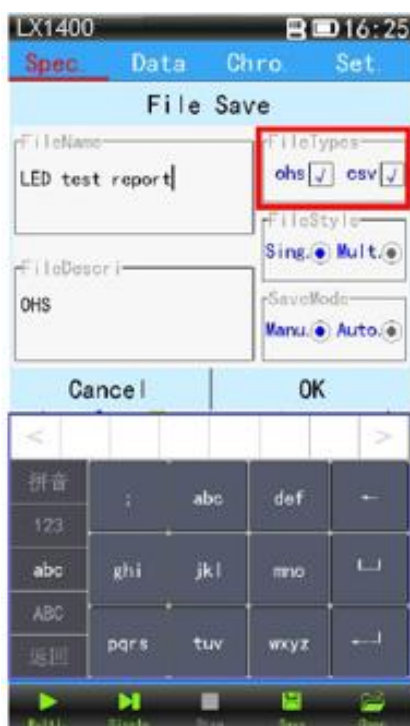 LX1400 16:25
Spec. Data Chro. Set.
File Save
FileName
LED test report
FileTypes
ohs √ csv √
FileStyle
Sing. Mult.
FileDescri
OHS
SaveMode
Manu. Auto.
Cancel OK
< >
拼音
123
abc
ABC
返回
; abc def ←
ghi jkl mno
pqrs tuv wxyz
Multi. Single